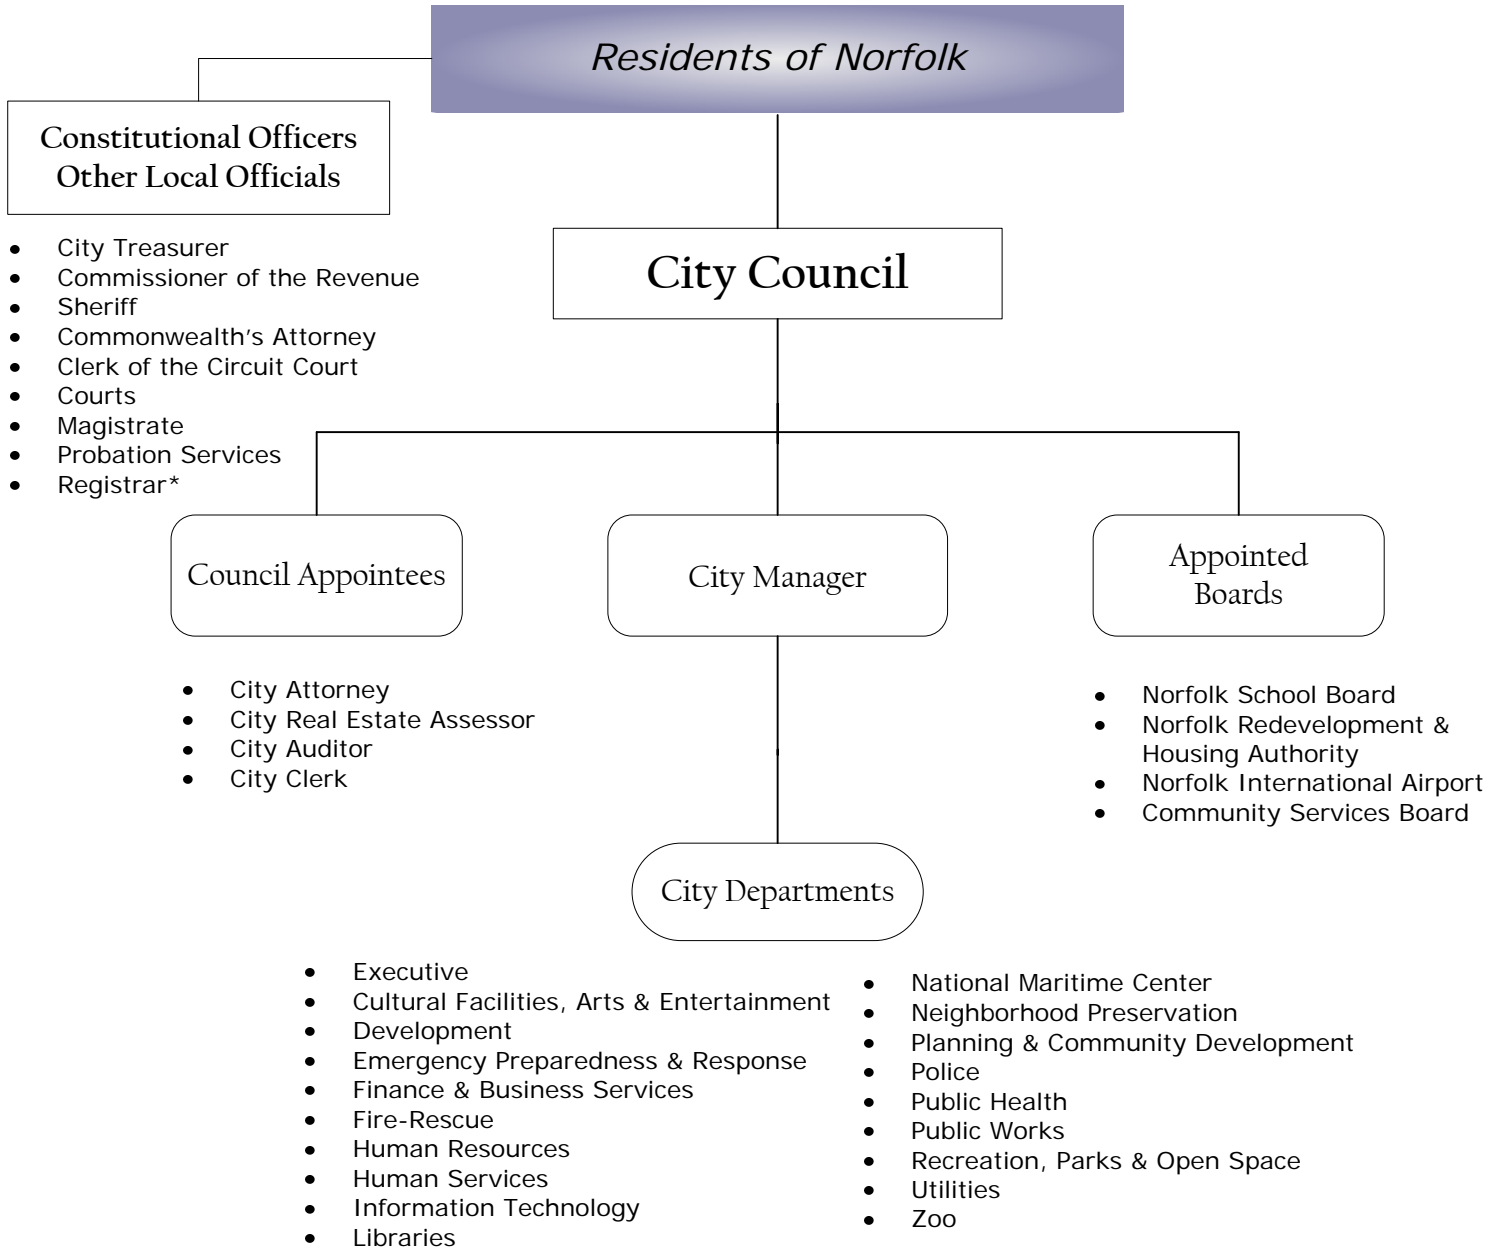 Residents of Norfolk
Constitutional Officers
Other Local Officials
• City Treasurer
• Commissioner of the Revenue
• Sheriff
• Commonwealth's Attorney
• Clerk of the Circuit Court
• Courts
• Magistrate
• Probation Services
• Registrar*
City Council
Council Appointees
• City Attorney
• City Real Estate Assessor
• City Auditor
• City Clerk
City Manager
Appointed
Boards
• Norfolk School Board
• Norfolk Redevelopment &
Housing Authority
• Norfolk International Airport
• Community Services Board
City Departments
• Executive
• Cultural Facilities, Arts & Entertainment
• Development
• Emergency Preparedness & Response
• Finance & Business Services
• Fire-Rescue
• Human Resources
• Human Services
• Information Technology
• Libraries
• National Maritime Center
• Neighborhood Preservation
• Planning & Community Development
• Police
• Public Health
• Public Works
• Recreation, Parks & Open Space
• Utilities
• Zoo